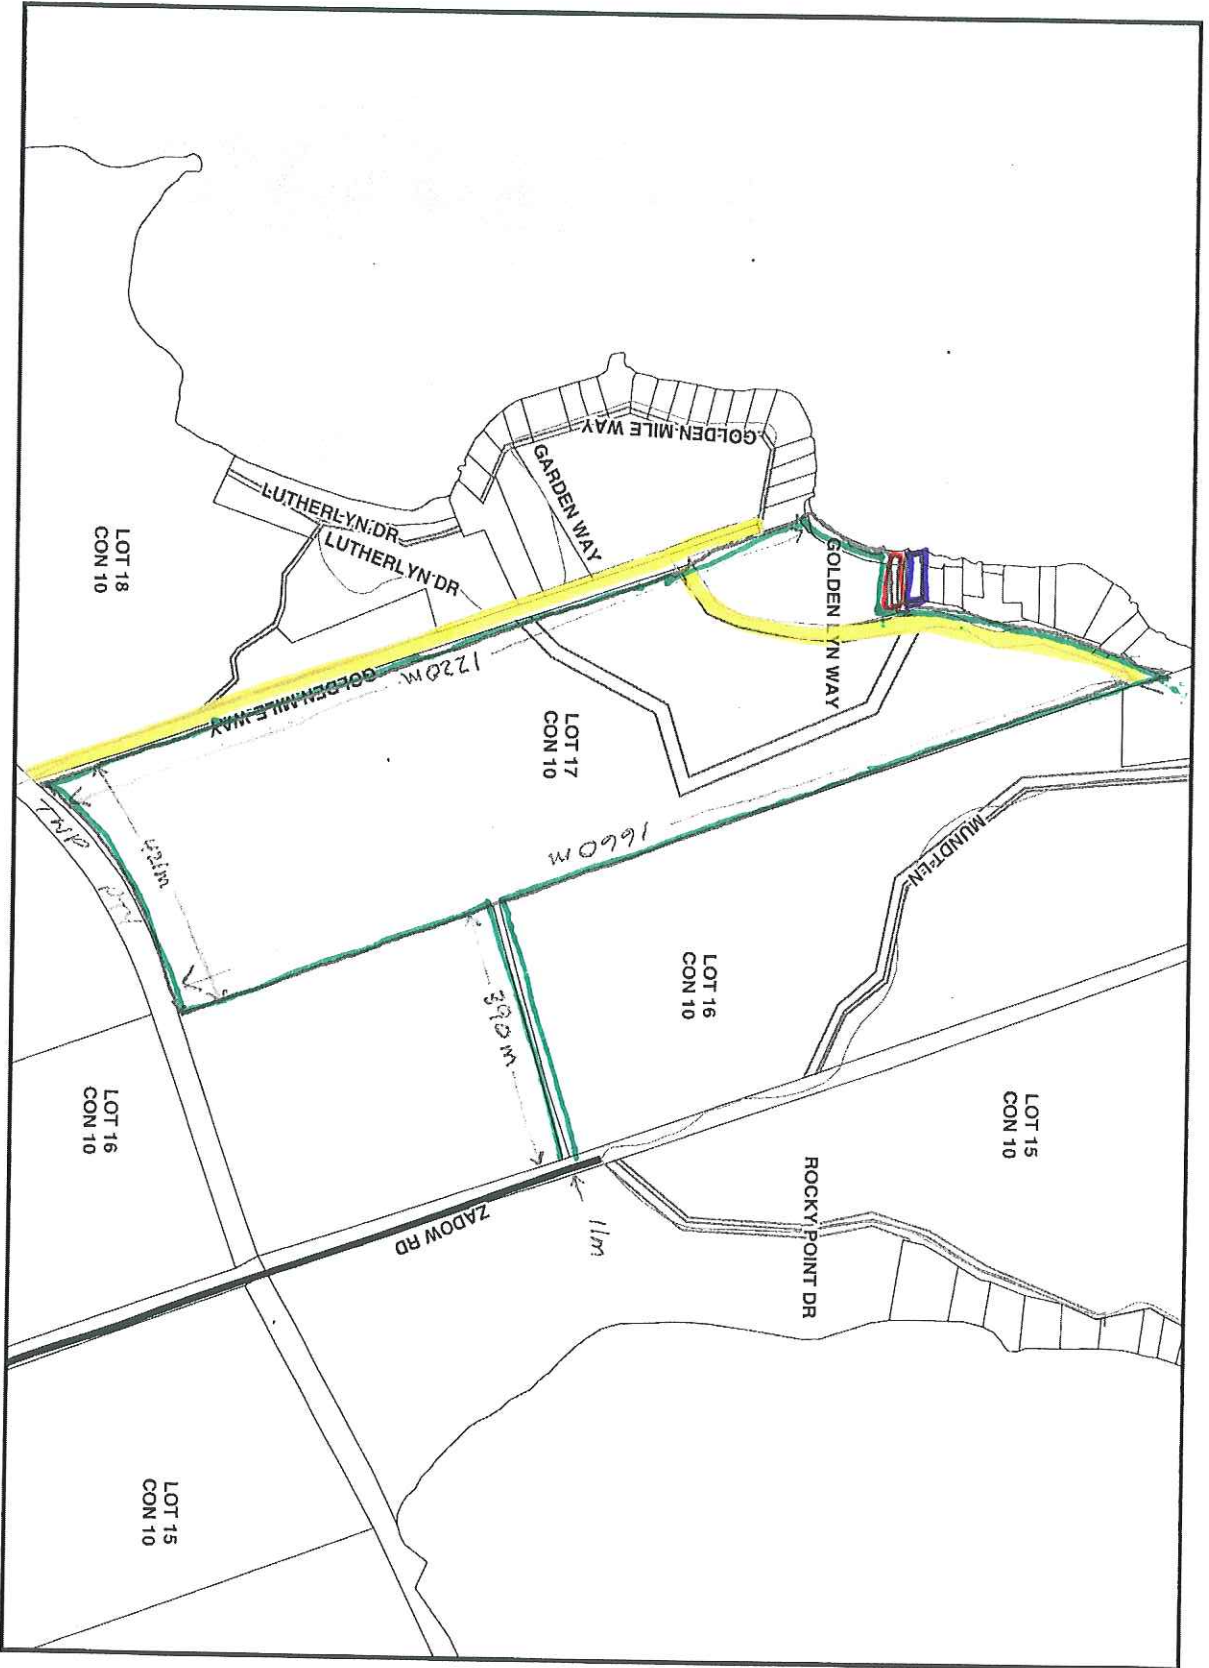 GOLDEN MILE WAY
GARDEN WAY
LUTHERLYN DR
LUTHERLYN DR
LOT 18
CON 10
GOLDEN LYN WAY
GOLDEN MILE WAY
1220m
LOT 17
CON 10
1660m
421m
MUNDT LN
LOT 16
CON 10
390m
11m
LOT 15
CON 10
ROCKY POINT DR
ZADOW RD
LOT 16
CON 10
LOT 15
CON 10